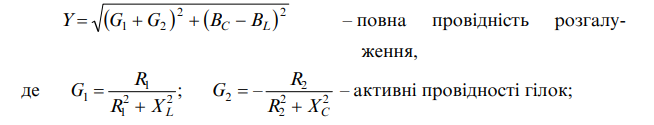 Y = √((G₁ + G₂)² + (B_C − B_L)²) – повна провідність розгалу-
ження,
де G₁ = R₁ / (R₁² + X_L²); G₂ = − R₂ / (R₂² + X_C²) – активні провідності гілок;